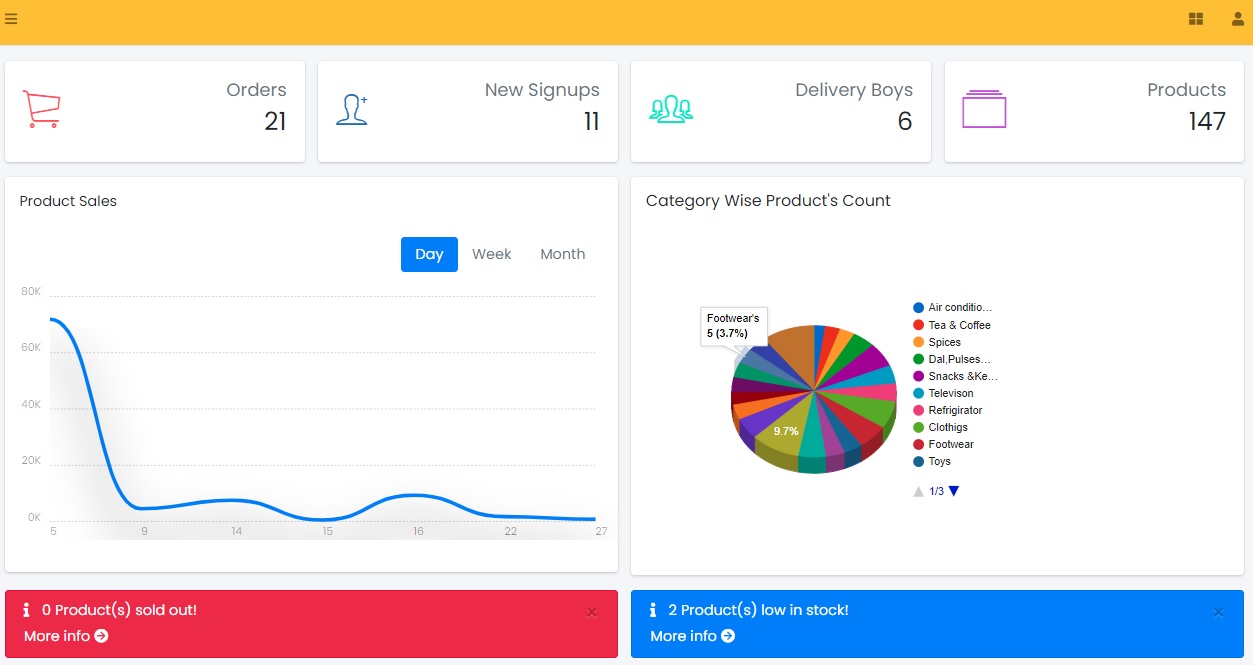 Orders
21
New Signups
11
Delivery Boys
6
Products
147
Product Sales
Day Week Month
80K
60K
40K
20K
0K
5 9 14 15 16 22 27
Category Wise Product's Count
Footwear's
5 (3.7%)
9.7%
Air conditio...
Tea & Coffee
Spices
Dal,Pulses...
Snacks &Ke...
Televison
Refrigirator
Clothigs
Footwear
Toys
1/3
0 Product(s) sold out!
More info
2 Product(s) low in stock!
More info